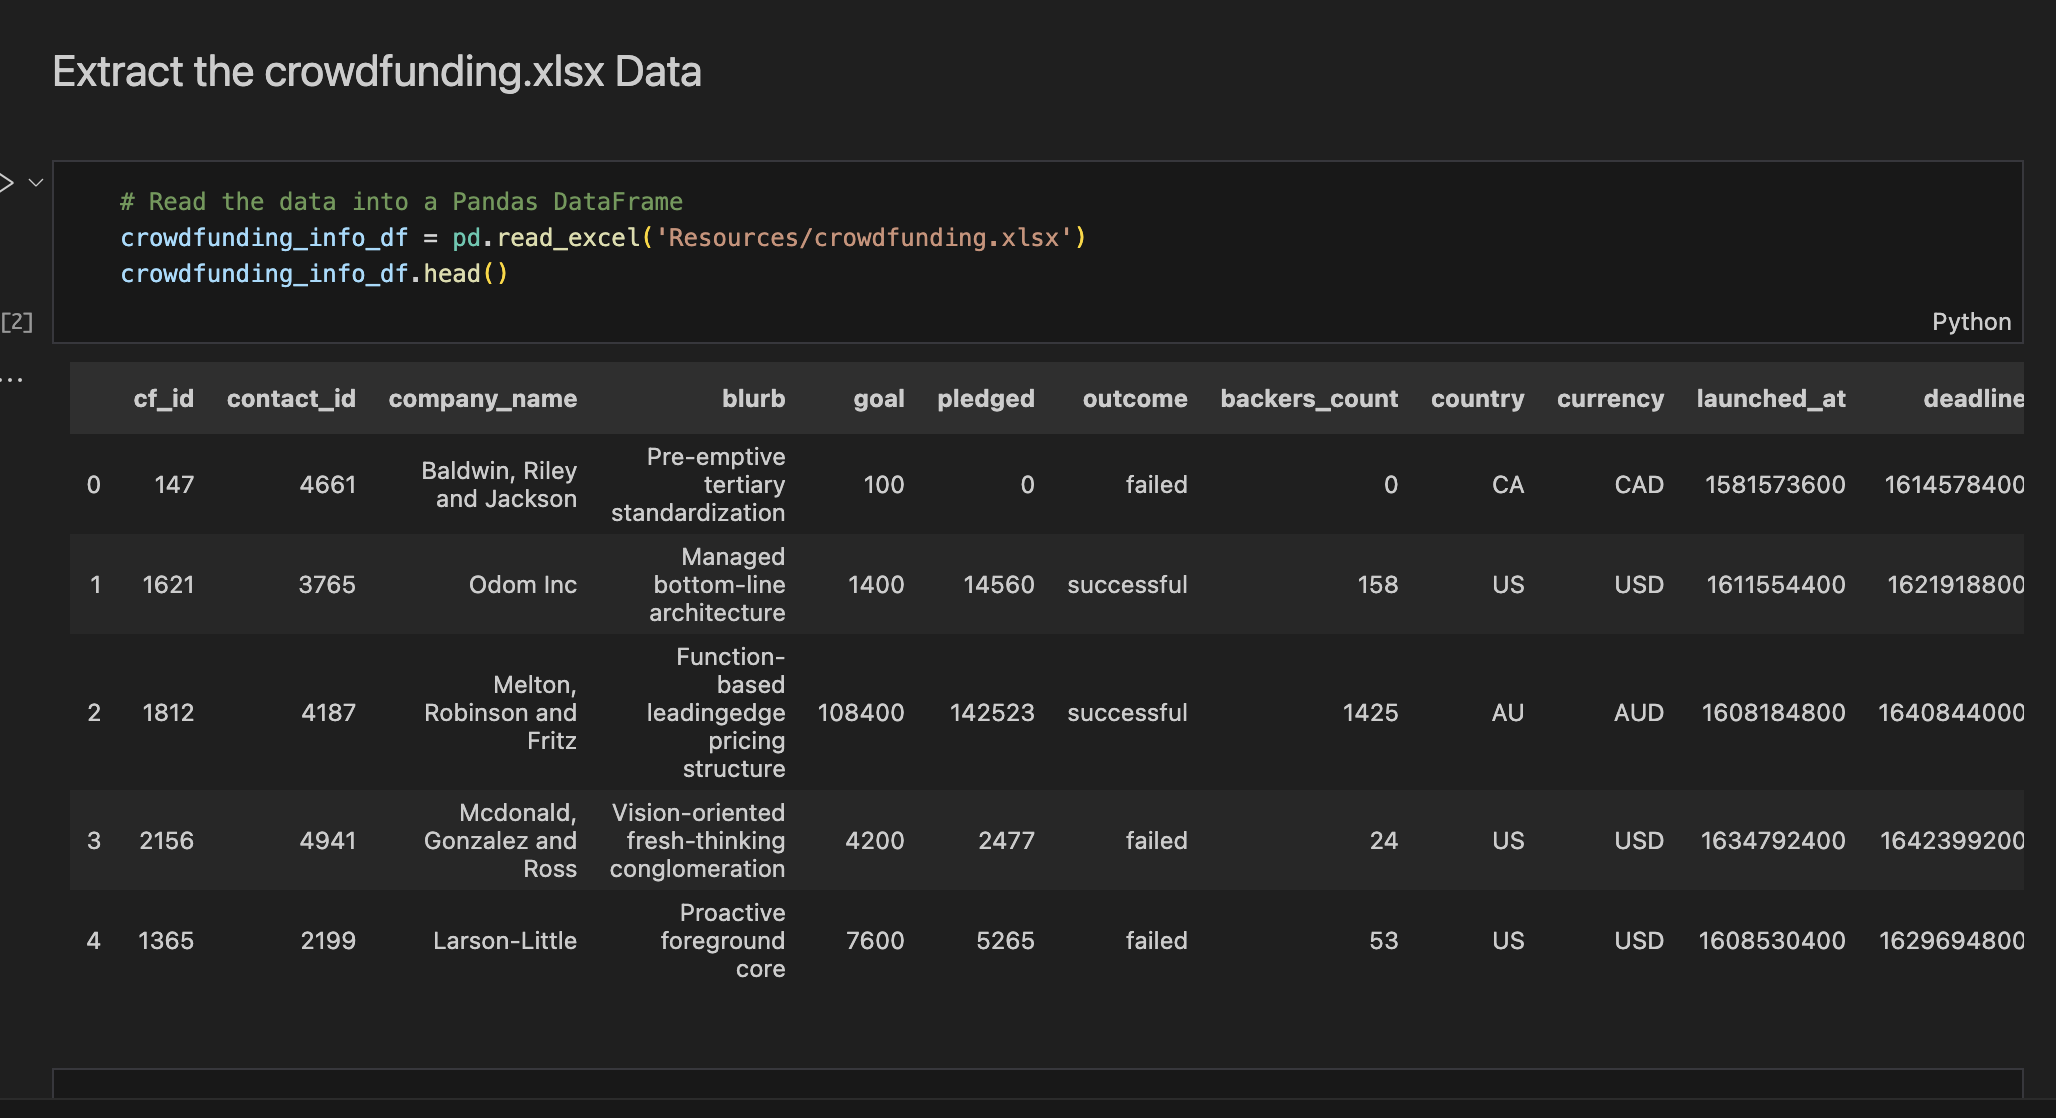 Extract the crowdfunding.xlsx Data
# Read the data into a Pandas DataFrame
crowdfunding_info_df = pd.read_excel('Resources/crowdfunding.xlsx')
crowdfunding_info_df.head()
[2]
Python
...
cf_id contact_id company_name blurb goal pledged outcome backers_count country currency launched_at deadline
0 147 4661 Baldwin, Riley and Jackson Pre-emptive tertiary standardization 100 0 failed 0 CA CAD 1581573600 1614578400
1 1621 3765 Odom Inc Managed bottom-line architecture 1400 14560 successful 158 US USD 1611554400 1621918800
2 1812 4187 Melton, Robinson and Fritz Function-based leadingedge pricing structure 108400 142523 successful 1425 AU AUD 1608184800 1640844000
3 2156 4941 Mcdonald, Gonzalez and Ross Vision-oriented fresh-thinking conglomeration 4200 2477 failed 24 US USD 1634792400 1642399200
4 1365 2199 Larson-Little Proactive foreground core 7600 5265 failed 53 US USD 1608530400 1629694800